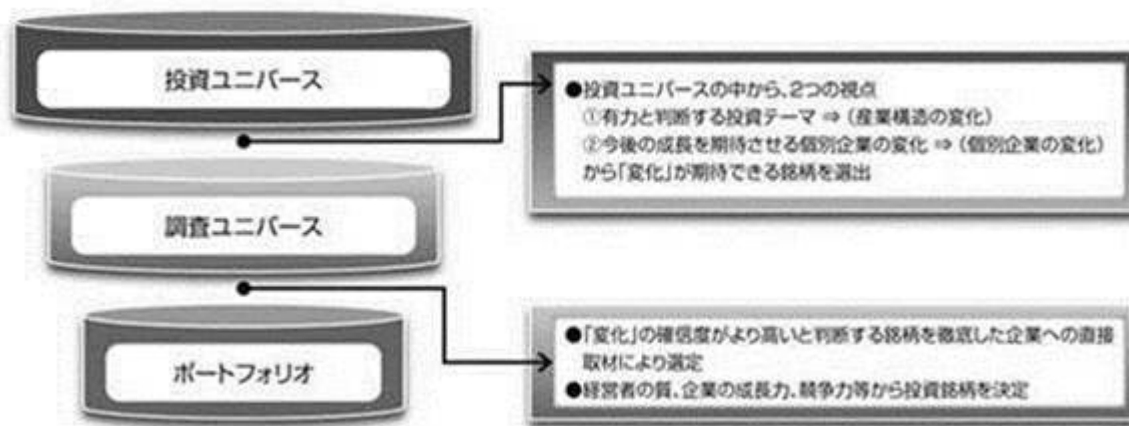 投資ユニバース
●投資ユニバースの中から、2つの視点
①有力と判断する投資テーマ ⇒ (産業構造の変化)
②今後の成長を期待させる個別企業の変化 ⇒ (個別企業の変化)
から「変化」が期待できる銘柄を選出
調査ユニバース
●「変化」の確信度がより高いと判断する銘柄を徹底した企業への直接
取材により選定
●経営者の質、企業の成長力、競争力等から投資銘柄を決定
ポートフォリオ